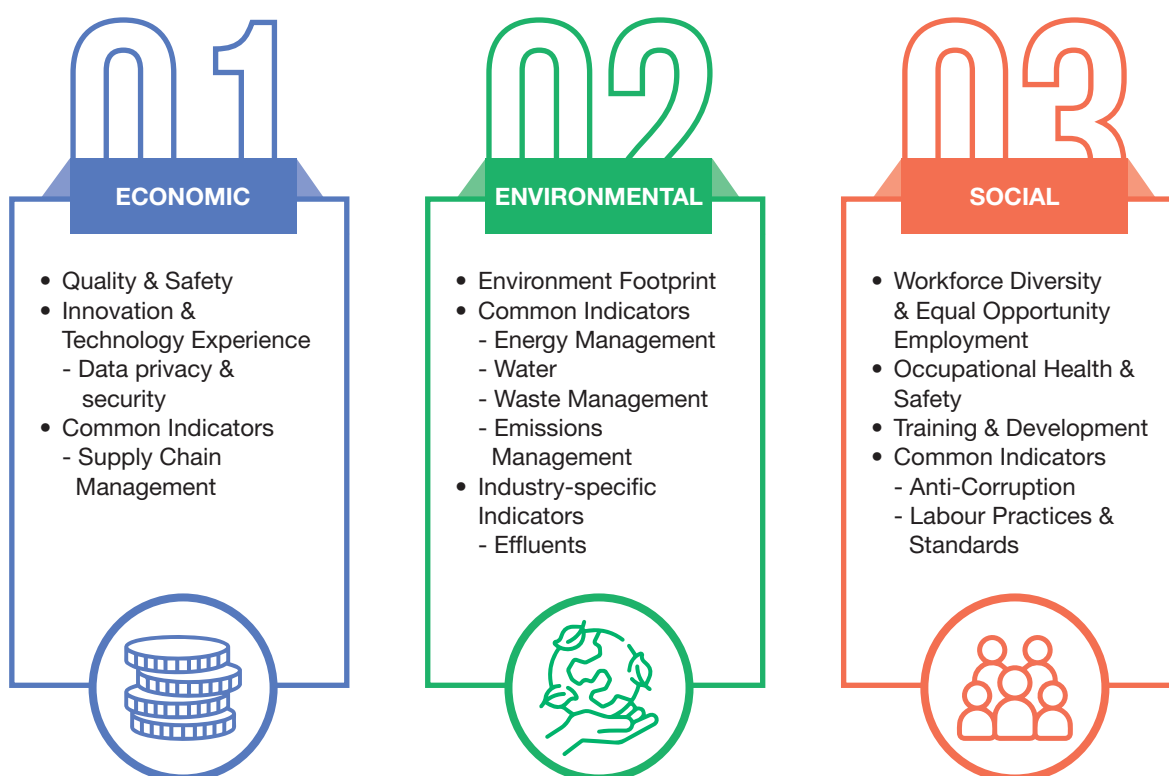 01
ECONOMIC
• Quality & Safety
• Innovation &
Technology Experience
- Data privacy &
security
• Common Indicators
- Supply Chain
Management
02
ENVIRONMENTAL
• Environment Footprint
• Common Indicators
- Energy Management
- Water
- Waste Management
- Emissions
Management
• Industry-specific
Indicators
- Effluents
03
SOCIAL
• Workforce Diversity
& Equal Opportunity
Employment
• Occupational Health &
Safety
• Training & Development
• Common Indicators
- Anti-Corruption
- Labour Practices &
Standards